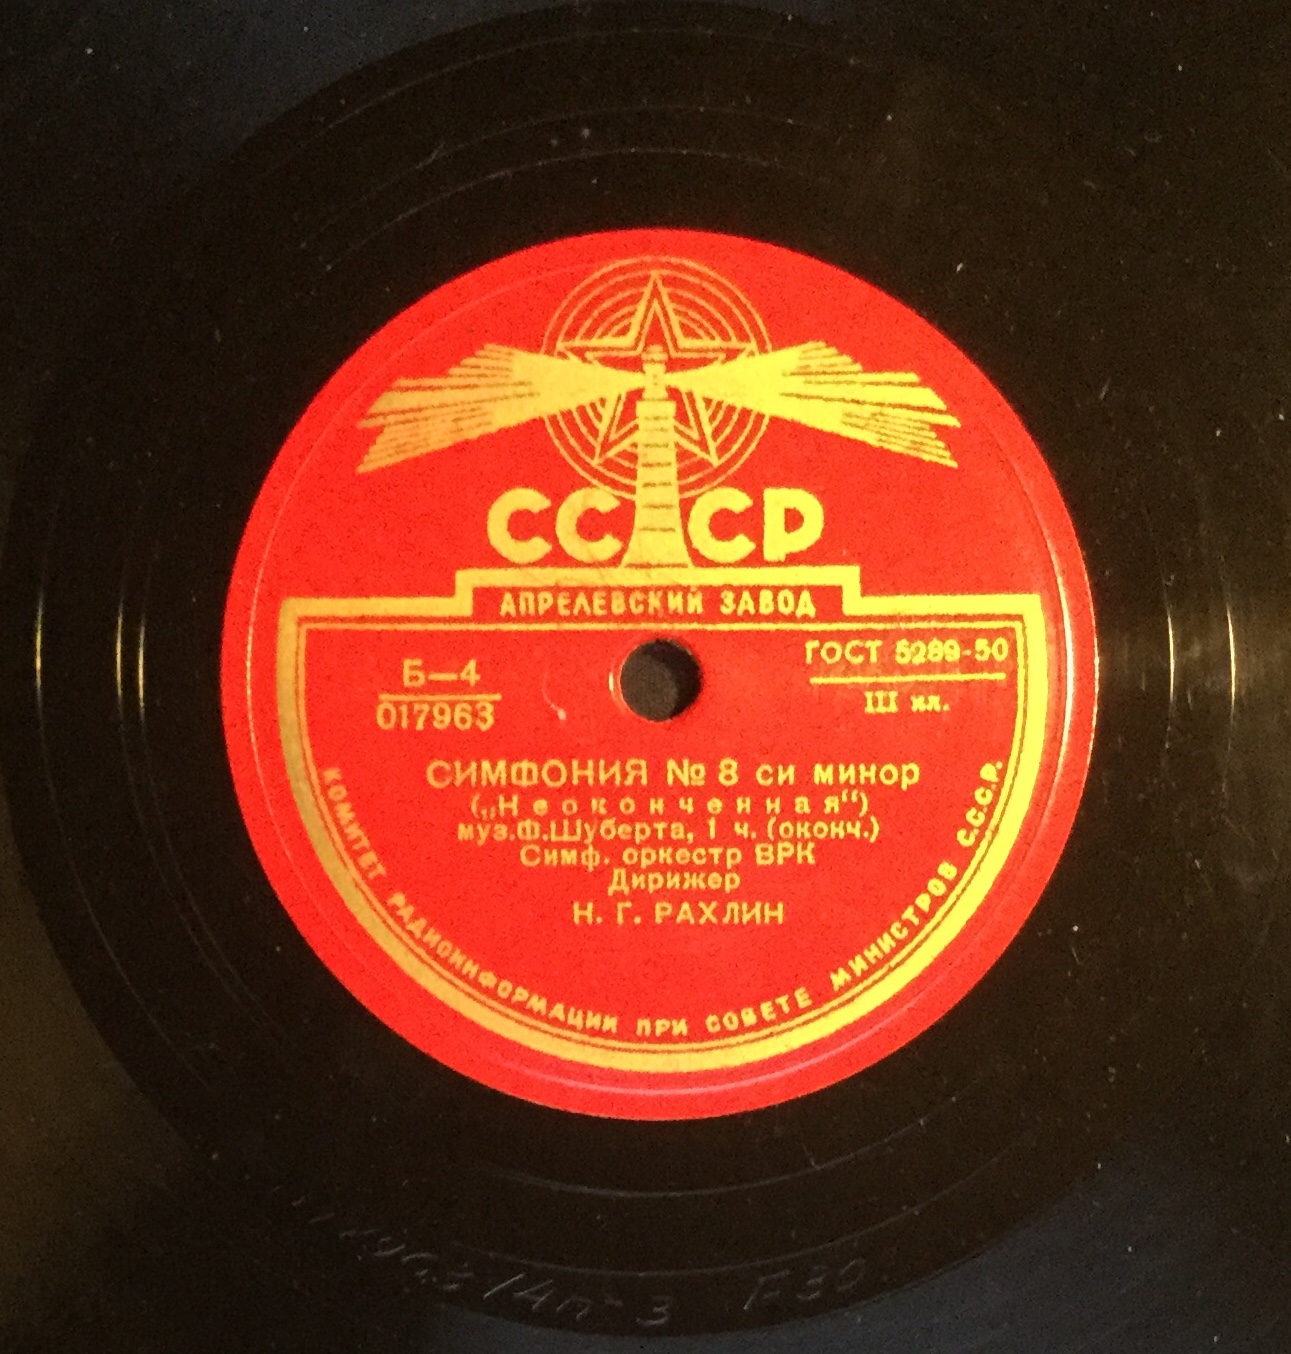 СССР
АПРЕЛЕВСКИЙ ЗАВОД
Б—4
017963
ГОСТ 5289-50
III кл.
СИМФОНИЯ № 8 си минор
(„Неоконченная“)
муз.Ф.Шуберта, 1 ч. (оконч.)
Симф. оркестр ВРК
Дирижер
Н. Г. РАХЛИН
КОМИТЕТ РАДИОИНФОРМАЦИИ ПРИ СОВЕТЕ МИНИСТРОВ С.С.С.Р.